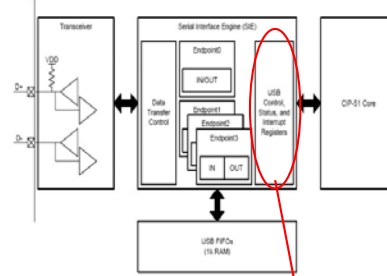 Transceiver
Serial Interface Engine (SIE)
VDD
D+
D-
Data
Transfer
Control
Endpoint0
IN/OUT
Endpoint1
Endpoint2
Endpoint3
IN
OUT
USB
Control,
Status, and
Interrupt
Registers
CIP-51 Core
USB FIFOs
(1k RAM)